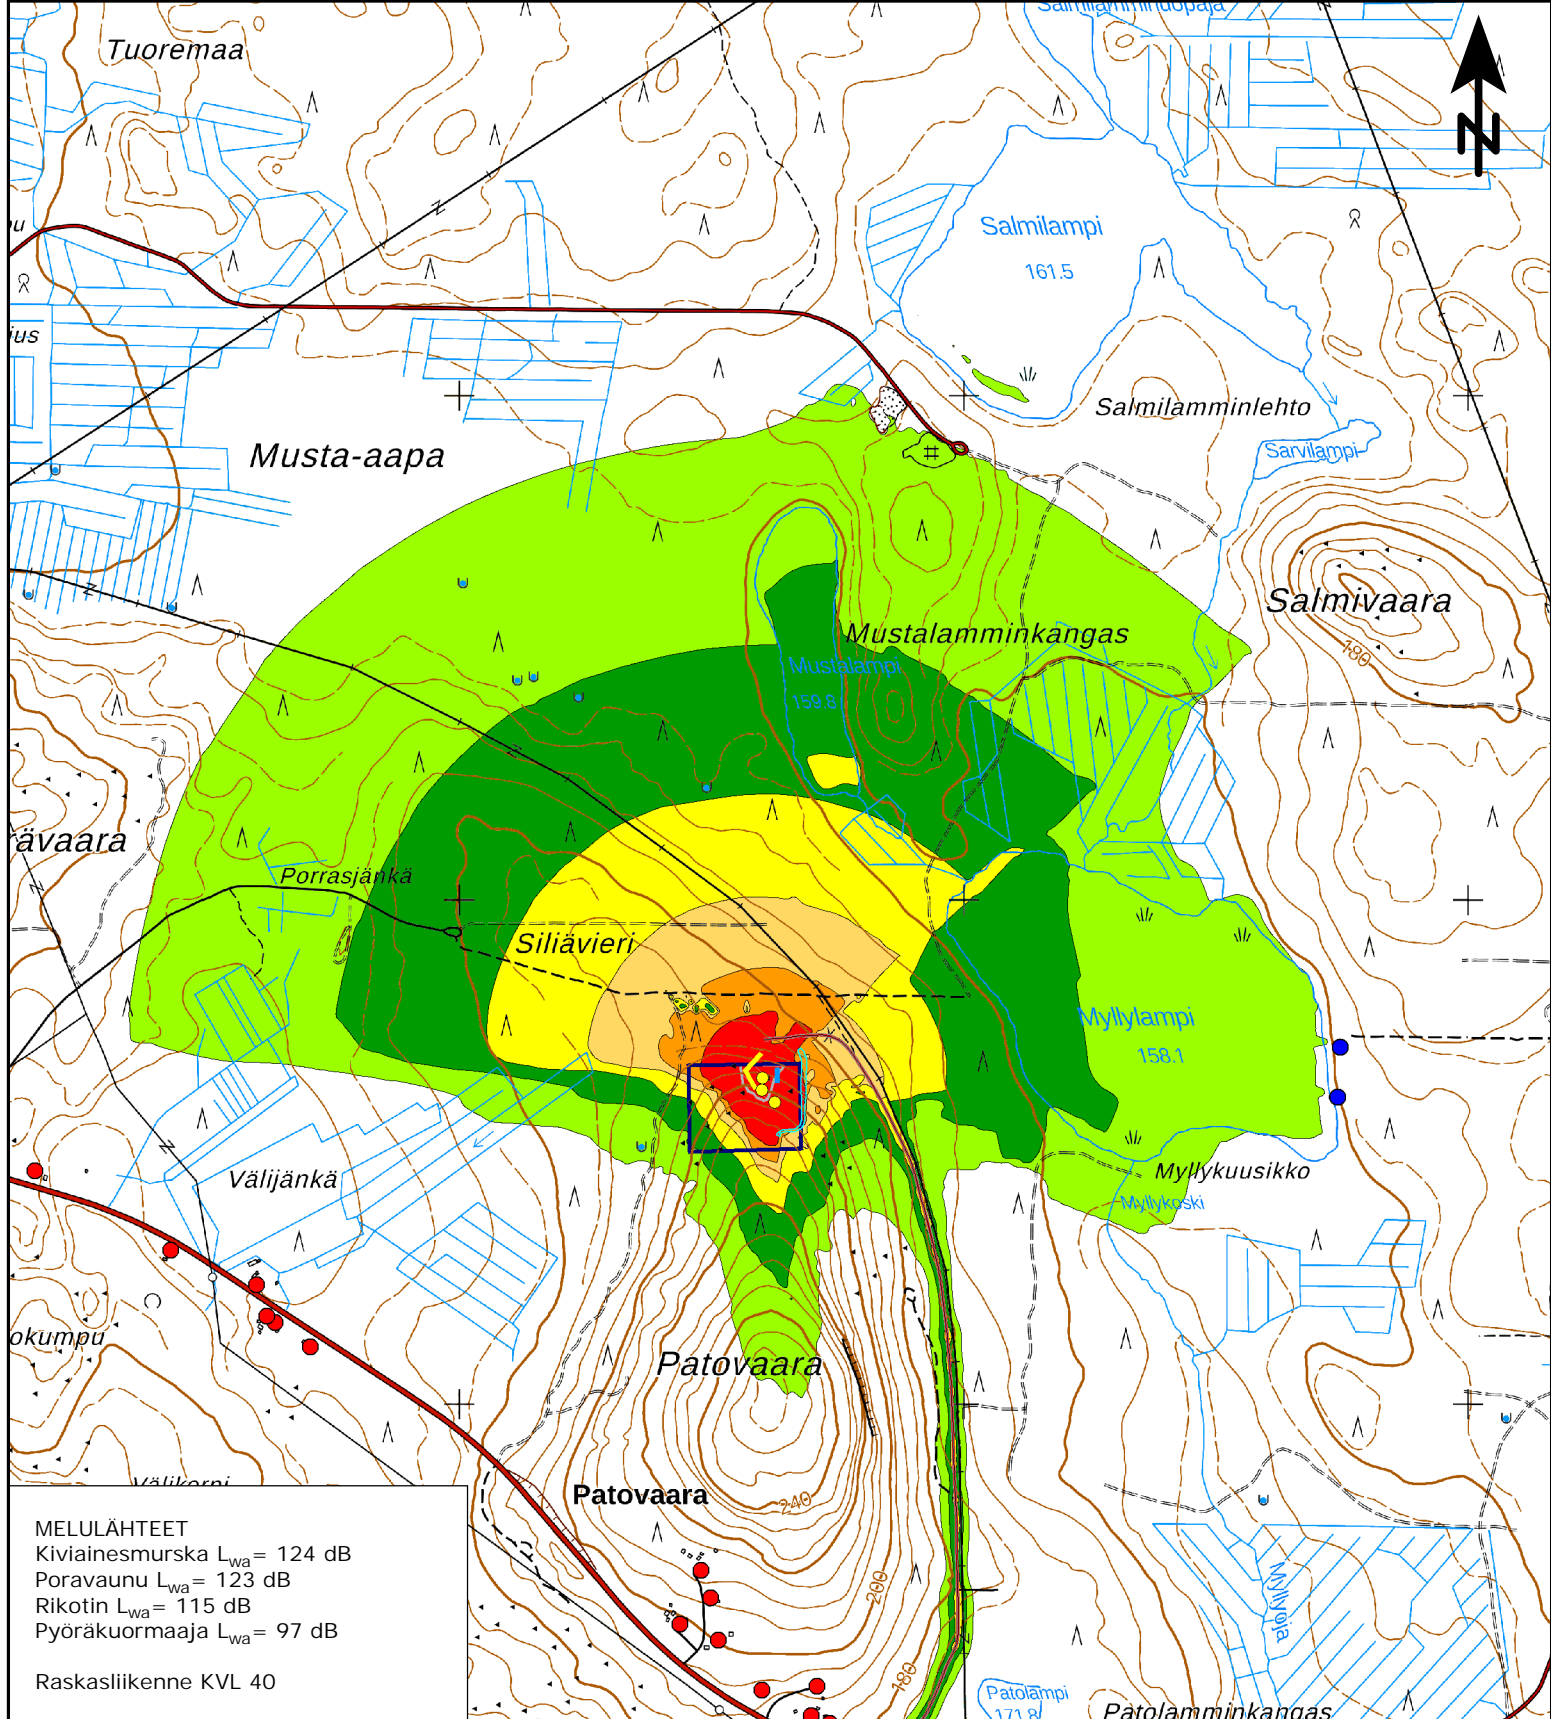 Salmilamminluopaja
Tuoremaa
N
Salmilampi
161.5
ius
Salmilamminlehto
Musta-aapa
Sarvilampi
Salmivaara
Mustalamminkangas
180
Mustalampi
159.6
ävaara
Porrasjänkä
Siliävieri
Myllylampi
158.1
Välijänkä
Myllykuusikko
Myllykoski
okumpu
Patovaara
Välikorpi
Patovaara
240
MELULÄHTEET
Kiviainesmurska Lwa= 124 dB
Poravaunu Lwa= 123 dB
Rikotin Lwa= 115 dB
Pyöräkuormaaja Lwa= 97 dB
Raskasliikenne KVL 40
200
Myllyoja
180
Patolampi
171.8
Patolamminkangas